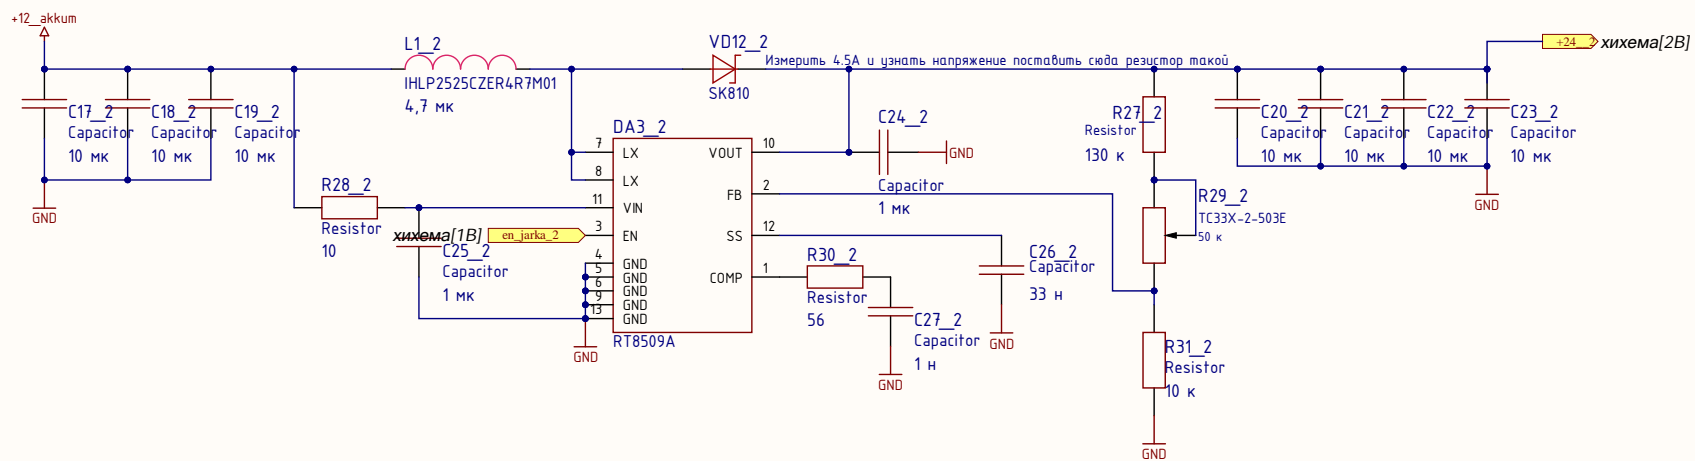 +12_akkum
L1_2
IHLP2525CZER4R7M01
4,7 мк
VD12_2
SK810
Измерить 4.5А и узнать напряжение поставить сюда резистор такой
+24_2
хихема[2B]
C17_2
Capacitor
10 мк
C18_2
Capacitor
10 мк
C19_2
Capacitor
10 мк
GND
R28_2
Resistor
10
хихема[1B]
en_jarka_2
C25_2
Capacitor
1 мк
DA3_2
7
LX
8
LX
11
VIN
3
EN
4
GND
5
GND
6
GND
9
GND
13
GND
VOUT
10
FB
2
SS
12
COMP
1
RT8509A
GND
C24_2
GND
Capacitor
1 мк
R30_2
Resistor
56
C27_2
Capacitor
1 н
GND
C26_2
Capacitor
33 н
GND
R27_2
Resistor
130 к
R29_2
TC33X-2-503E
50 к
R31_2
Resistor
10 к
GND
C20_2
Capacitor
10 мк
C21_2
Capacitor
10 мк
C22_2
Capacitor
10 мк
C23_2
Capacitor
10 мк
GND